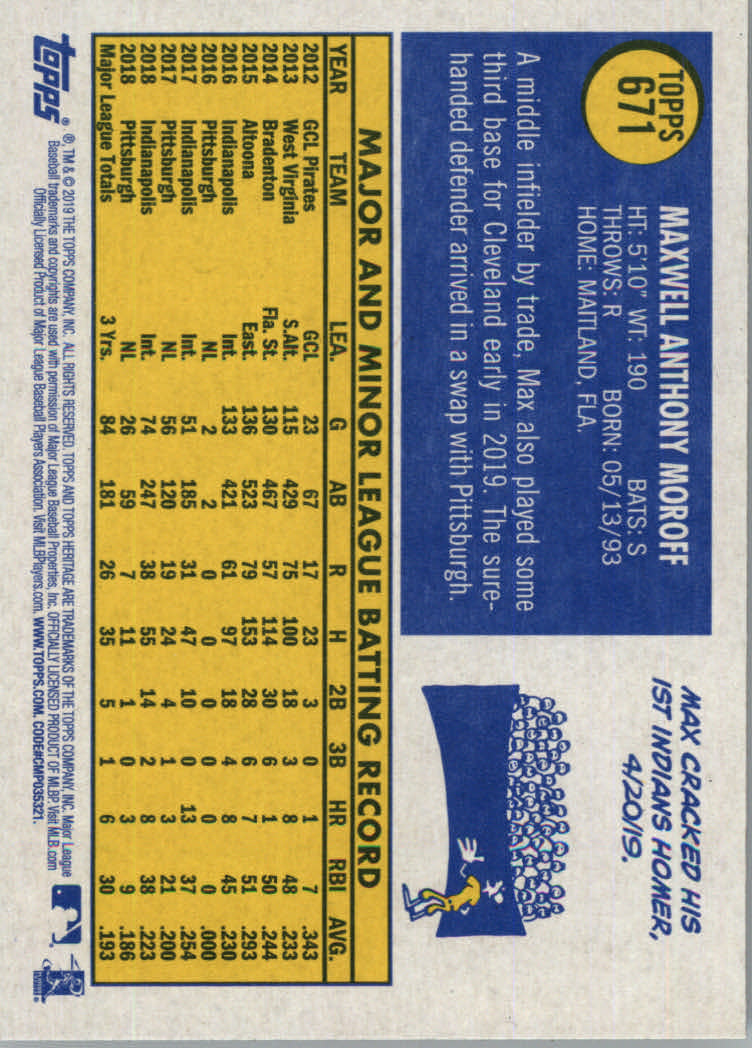 TOPPS
671
MAXWELL ANTHONY MOROFF
HT: 5'10" WT: 190 BATS: S
THROWS: R BORN: 05/13/93
HOME: MAITLAND, FLA.
A middle infielder by trade, Max also played some
third base for Cleveland early in 2019. The sure-
handed defender arrived in a swap with Pittsburgh.
MAX CRACKED HIS
1ST INDIANS HOMER,
4/20/19.
MAJOR AND MINOR LEAGUE BATTING RECORD
YEAR TEAM LEA. G AB R H 2B 3B HR RBI AVG.
2012 GCL Pirates GCL 23 67 17 23 3 0 1 7 .343
2013 West Virginia S.Atl. 115 429 75 100 18 3 8 48 .233
2014 Bradenton Fla. St. 130 467 57 114 30 6 1 50 .244
2015 Altoona East. 136 523 79 153 28 6 7 51 .293
2016 Indianapolis Int. 133 421 61 97 18 4 8 45 .230
2016 Pittsburgh NL 2 2 0 0 0 0 0 0 .000
2017 Indianapolis Int. 51 185 31 47 10 0 13 37 .254
2017 Pittsburgh NL 56 120 19 24 4 1 3 21 .200
2018 Indianapolis Int. 74 247 38 55 14 2 8 38 .223
2018 Pittsburgh NL 26 59 7 11 1 0 3 9 .186
Major League Totals 3 Yrs. 84 181 26 35 5 1 6 30 .193
topps ®, TM & © 2019 THE TOPPS COMPANY, INC. ALL RIGHTS RESERVED. TOPPS AND TOPPS HERITAGE ARE TRADEMARKS OF THE TOPPS COMPANY, INC. Major League
Baseball trademarks and copyrights are used with permission of Major League Baseball Properties, Inc. OFFICIALLY LICENSED PRODUCT OF MLBP. Visit MLB.com
Officially Licensed Product of Major League Baseball Players Association. Visit MLBPlayers.com. WWW.TOPPS.COM. CODE#CMP035321.